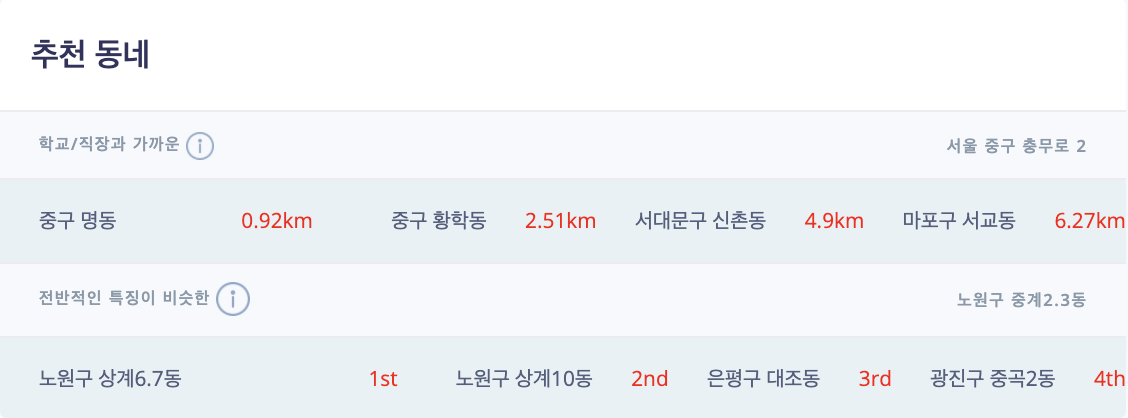 추천 동네
학교/직장과 가까운 서울 중구 충무로 2
중구 명동 0.92km 중구 황학동 2.51km 서대문구 신촌동 4.9km 마포구 서교동 6.27km
전반적인 특징이 비슷한 노원구 중계2.3동
노원구 상계6.7동 1st 노원구 상계10동 2nd 은평구 대조동 3rd 광진구 중곡2동 4th